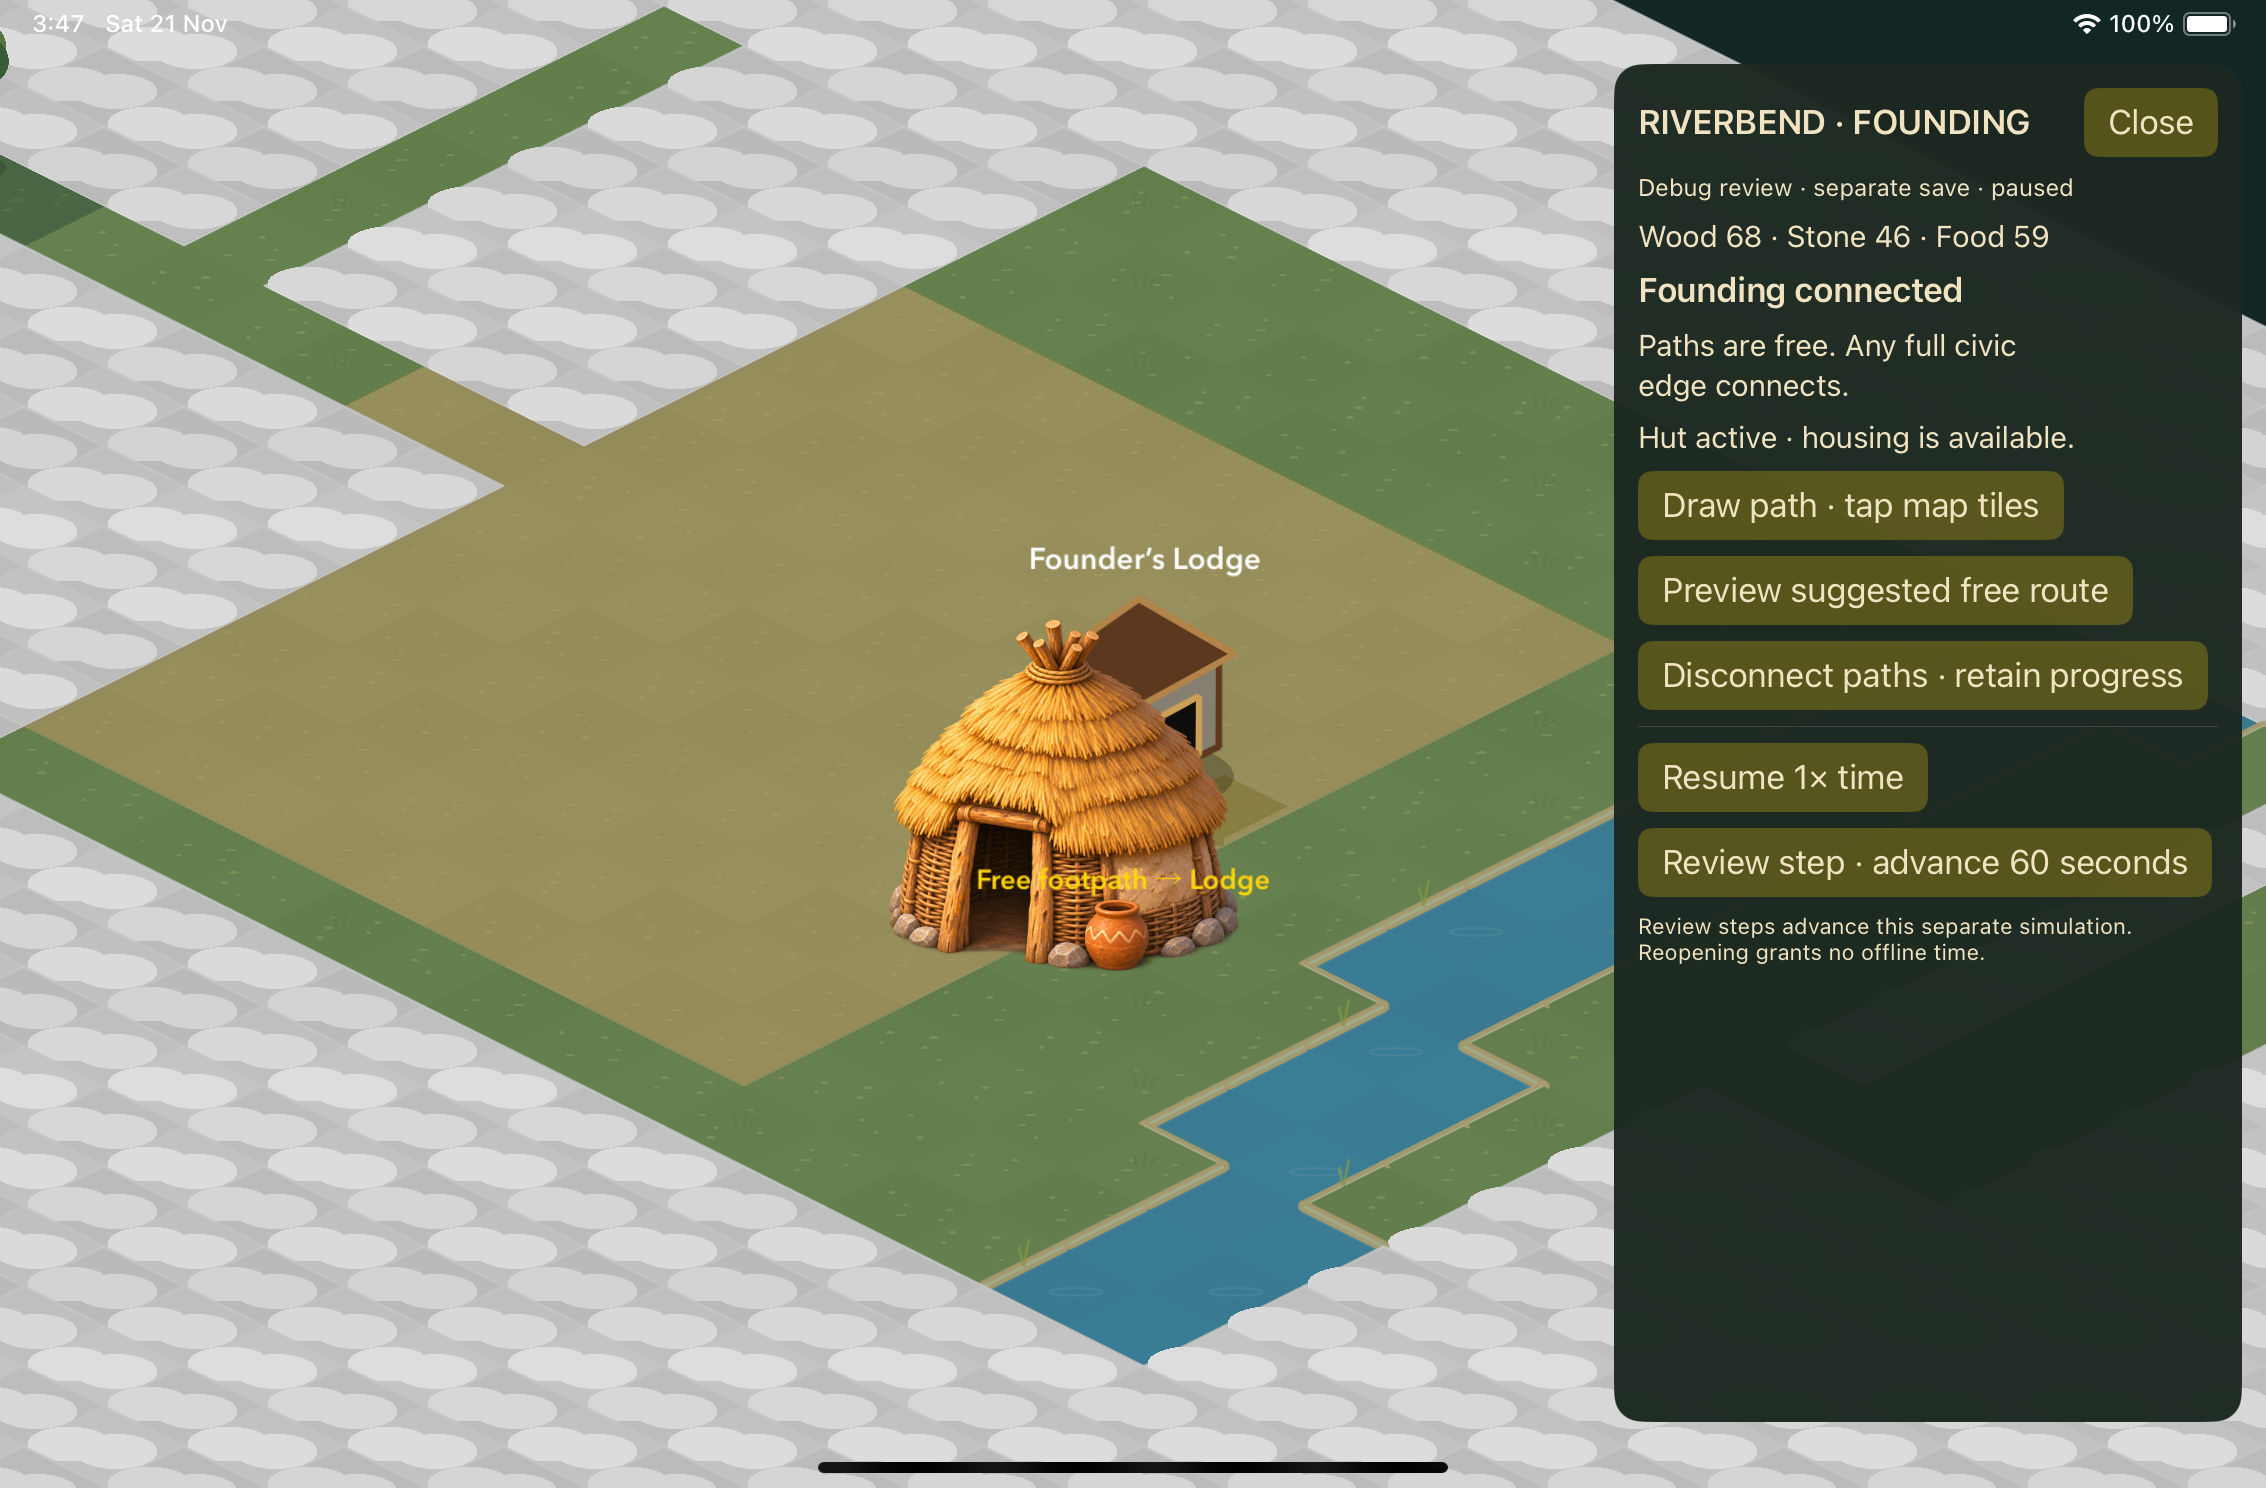 3:47 Sat 21 Nov
100%
RIVERBEND · FOUNDING
Close
Debug review · separate save · paused
Wood 68 · Stone 46 · Food 59
Founding connected
Paths are free. Any full civic
edge connects.
Hut active · housing is available.
Draw path · tap map tiles
Preview suggested free route
Disconnect paths · retain progress
Resume 1× time
Review step · advance 60 seconds
Review steps advance this separate simulation.
Reopening grants no offline time.
Founder’s Lodge
Free footpath → Lodge